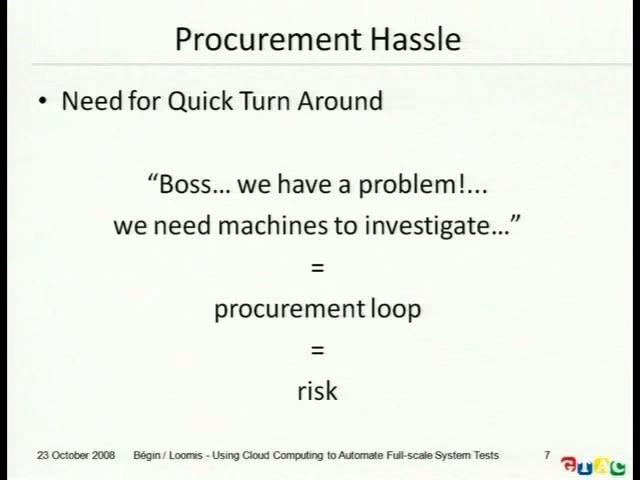 Procurement Hassle
• Need for Quick Turn Around
“Boss… we have a problem!...
we need machines to investigate…”
=
procurement loop
=
risk
23 October 2008 Bégin / Loomis - Using Cloud Computing to Automate Full-scale System Tests 7
GTAC